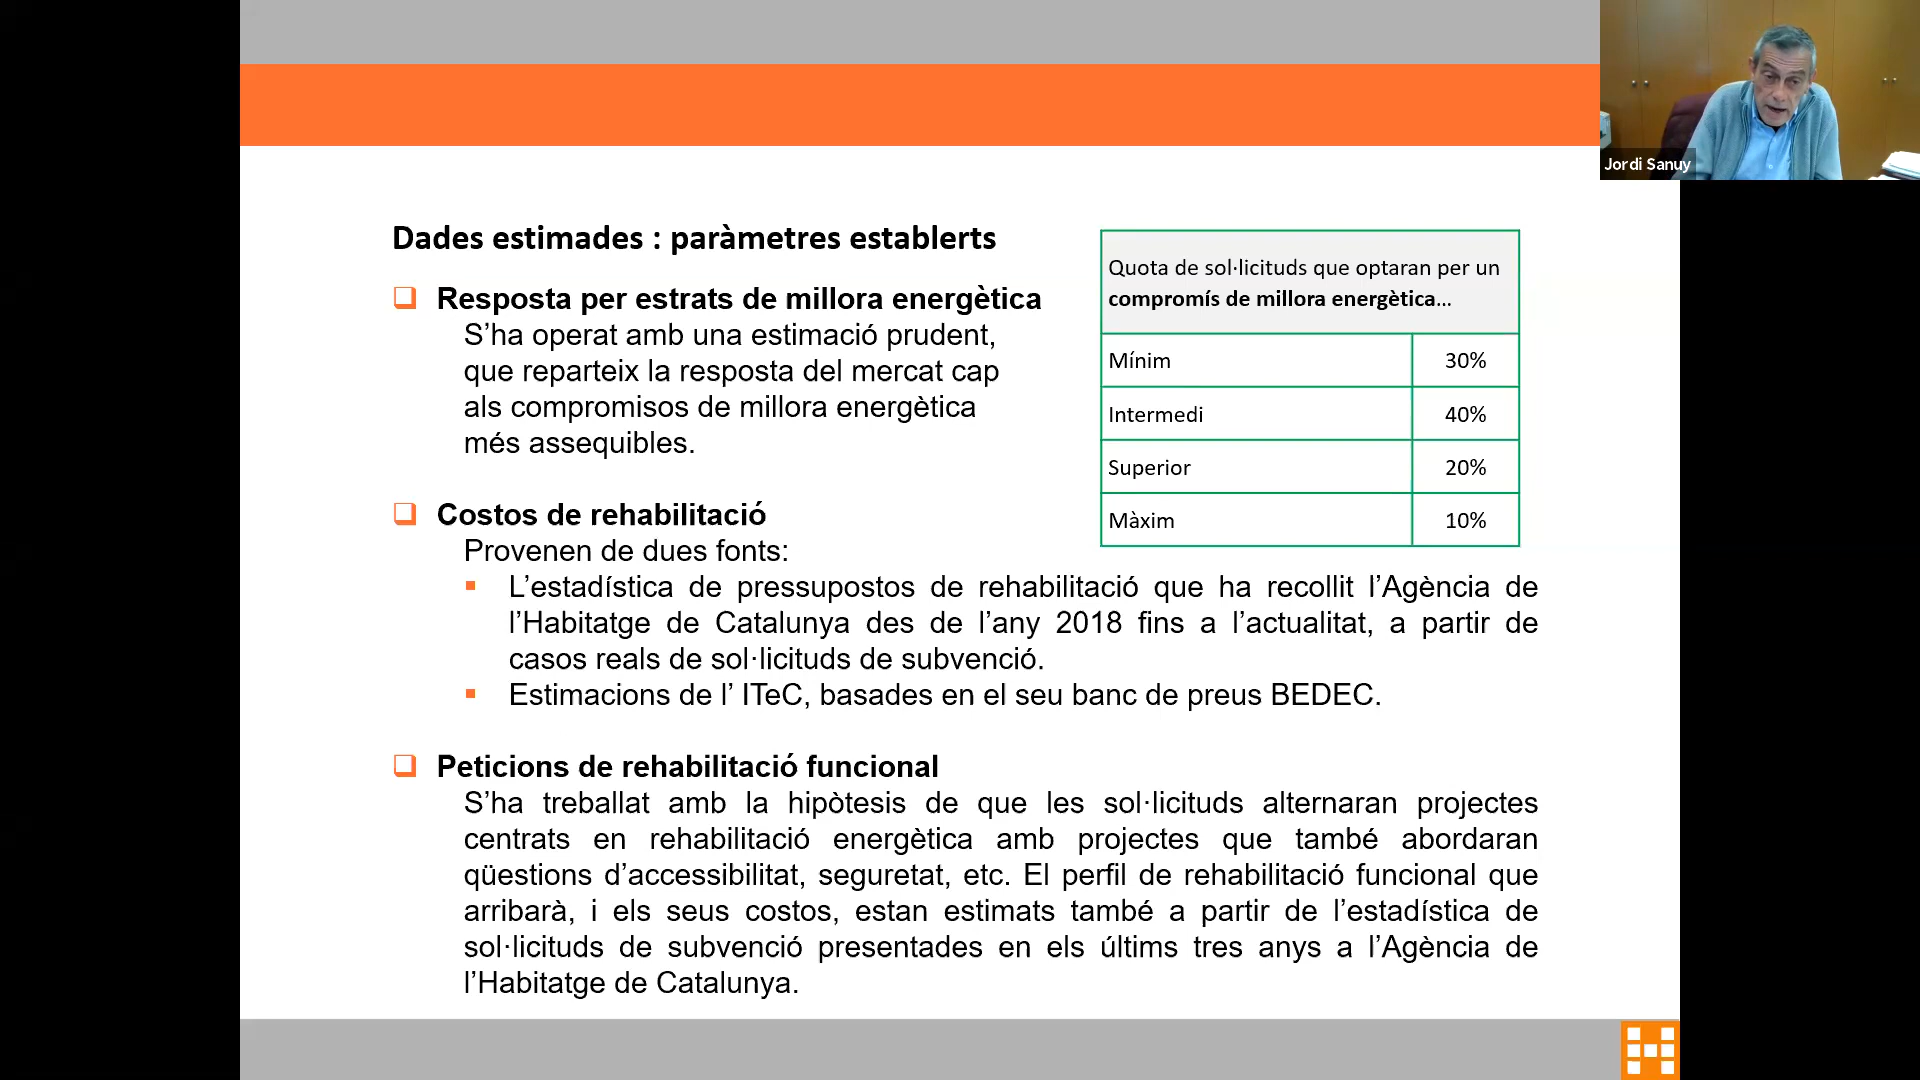 Jordi Sanuy
Dades estimades : paràmetres establerts
Resposta per estrats de millora energètica
S’ha operat amb una estimació prudent,
que reparteix la resposta del mercat cap
als compromisos de millora energètica
més assequibles.
Quota de sol·licituds que optaran per un
compromís de millora energètica...
Mínim 30%
Intermedi 40%
Superior 20%
Màxim 10%
Costos de rehabilitació
Provenen de dues fonts:
L’estadística de pressupostos de rehabilitació que ha recollit l’Agència de
l’Habitatge de Catalunya des de l’any 2018 fins a l’actualitat, a partir de
casos reals de sol·licituds de subvenció.
Estimacions de l’ ITeC, basades en el seu banc de preus BEDEC.
Peticions de rehabilitació funcional
S’ha treballat amb la hipòtesis de que les sol·licituds alternaran projectes
centrats en rehabilitació energètica amb projectes que també abordaran
qüestions d’accessibilitat, seguretat, etc. El perfil de rehabilitació funcional que
arribarà, i els seus costos, estan estimats també a partir de l’estadística de
sol·licituds de subvenció presentades en els últims tres anys a l’Agència de
l’Habitatge de Catalunya.